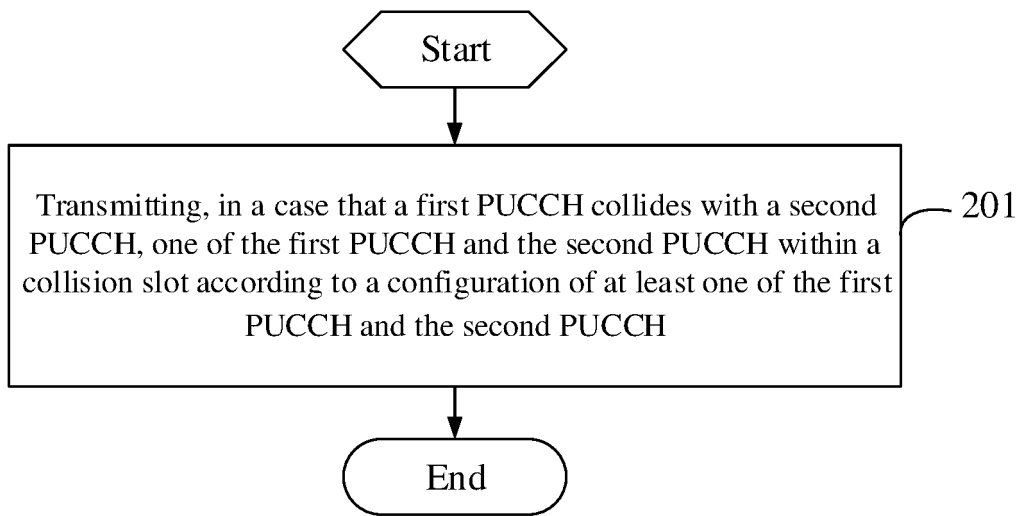 Start
Transmitting, in a case that a first PUCCH collides with a second
PUCCH, one of the first PUCCH and the second PUCCH within a
collision slot according to a configuration of at least one of the first
PUCCH and the second PUCCH
201
End